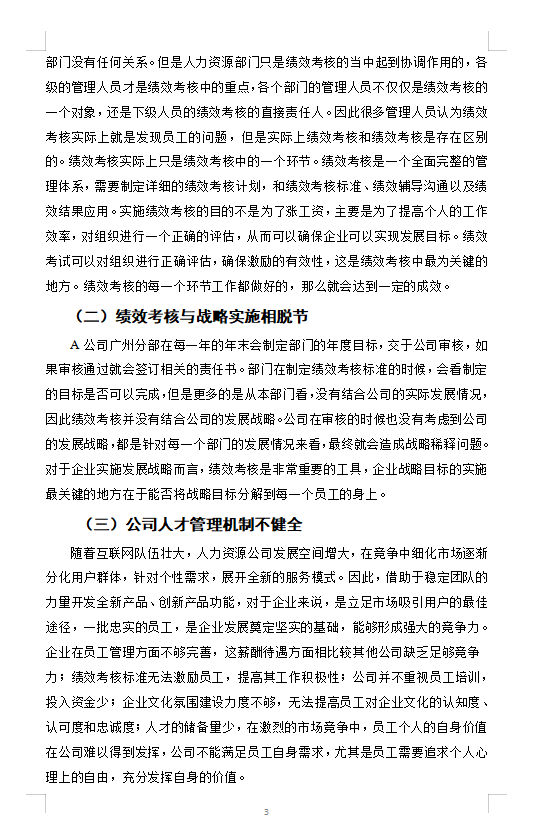 部门没有任何关系。但是人力资源部门只是绩效考核的当中起到协调作用的，各
级的管理人员才是绩效考核中的重点，各个部门的管理人员不仅仅是绩效考核的
一个对象，还是下级人员的绩效考核的直接责任人。因此很多管理人员认为绩效
考核实际上就是发现员工的问题，但是实际上绩效考核和绩效考核是存在区别
的。绩效考核实际上只是绩效考核中的一个环节。绩效考核是一个全面完整的管
理体系，需要制定详细的绩效考核计划，和绩效考核标准、绩效辅导沟通以及绩
效结果应用。实施绩效考核的目的不是为了涨工资，主要是为了提高个人的工作
效率，对组织进行一个正确的评估，从而可以确保企业可以实现发展目标。绩效
考试可以对组织进行正确评估，确保激励的有效性，这是绩效考核中最为关键的
地方。绩效考核的每一个环节工作都做好的，那么就会达到一定的成效。
（二）绩效考核与战略实施相脱节
A 公司广州分部在每一年的年末会制定部门的年度目标，交于公司审核，如
果审核通过就会签订相关的责任书。部门在制定绩效考核标准的时候，会看制定
的目标是否可以完成，但是更多的是从本部门看，没有结合公司的实际发展情况，
因此绩效考核并没有结合公司的发展战略。公司在审核的时候也没有考虑到公司
的发展战略，都是针对每一个部门的发展情况来看，最终就会造成战略稀释问题。
对于企业实施发展战略而言，绩效考核是非常重要的工具，企业战略目标的实施
最关键的地方在于能否将战略目标分解到每一个员工的身上。
（三）公司人才管理机制不健全
随着互联网队伍壮大，人力资源公司发展空间增大，在竞争中细化市场逐渐
分化用户群体，针对个性需求，展开全新的服务模式。因此，借助于稳定团队的
力量开发全新产品、创新产品功能，对于企业来说，是立足市场吸引用户的最佳
途径，一批忠实的员工，是企业发展奠定坚实的基础，能够形成强大的竞争力。
企业在员工管理方面不够完善，这薪酬待遇方面相比较其他公司缺乏足够竞争
力；绩效考核标准无法激励员工，提高其工作积极性；公司并不重视员工培训，
投入资金少；企业文化氛围建设力度不够，无法提高员工对企业文化的认知度、
认可度和忠诚度；人才的储备量少，在激烈的市场竞争中，员工个人的自身价值
在公司难以得到发挥，公司不能满足员工自身需求，尤其是员工需要追求个人心
理上的自由，充分发挥自身的价值。
3